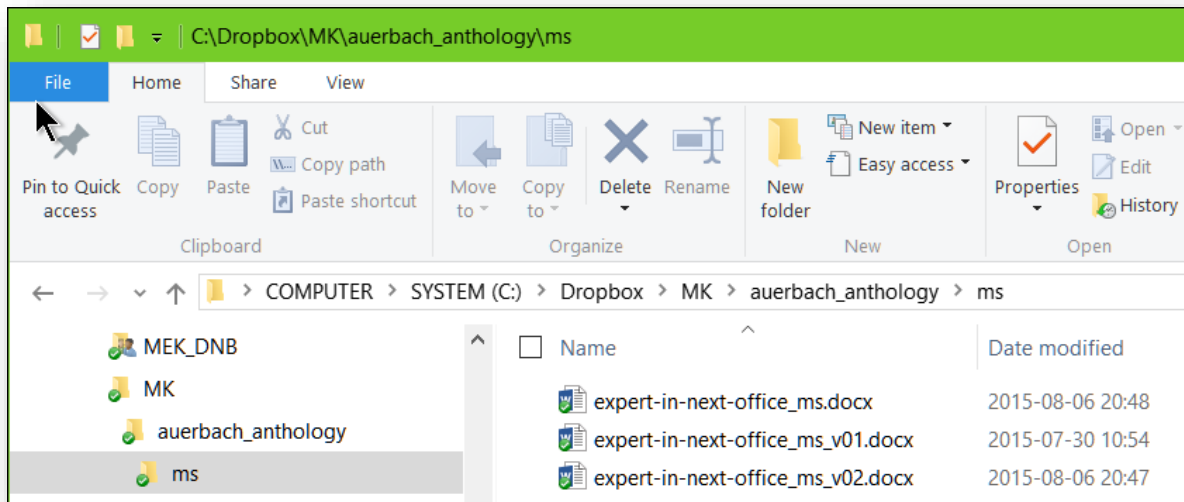 C:\Dropbox\MK\auerbach_anthology\ms
File Home Share View
Pin to Quick access
Copy
Paste
Cut
Copy path
Paste shortcut
Clipboard
Move to
Copy to
Delete
Rename
Organize
New folder
New item
Easy access
New
Properties
Open
Edit
History
Open
COMPUTER > SYSTEM (C:) > Dropbox > MK > auerbach_anthology > ms
MEK_DNB
MK
auerbach_anthology
ms
Name Date modified
expert-in-next-office_ms.docx 2015-08-06 20:48
expert-in-next-office_ms_v01.docx 2015-07-30 10:54
expert-in-next-office_ms_v02.docx 2015-08-06 20:47